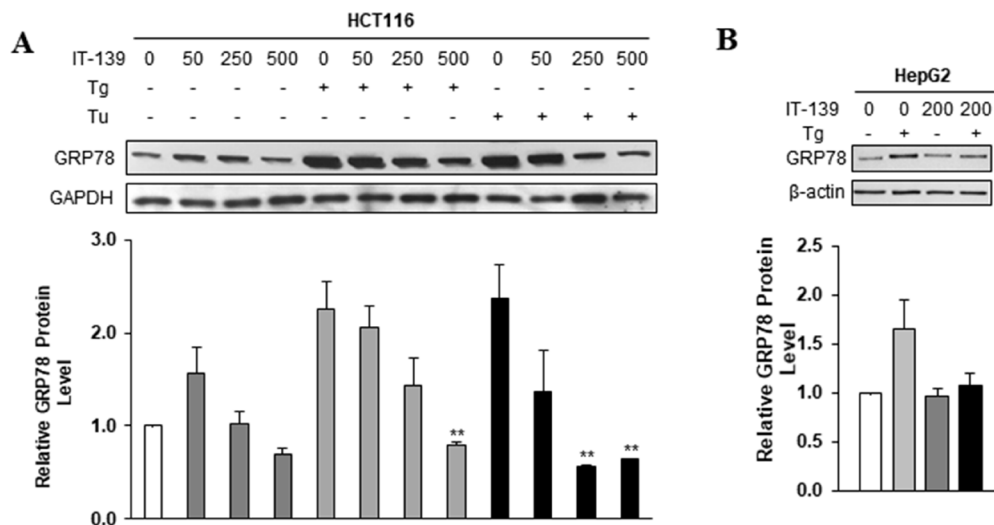 A
HCT116
IT-139 0 50 250 500 0 50 250 500 0 50 250 500
Tg - - - - + + + + - - - -
Tu - - - - - - - - + + + +
GRP78
GAPDH
Relative GRP78 Protein
Level
3.0
2.0
1.0
0.0
**
**
**
B
HepG2
IT-139 0 0 200 200
Tg - + - +
GRP78
β-actin
Relative GRP78 Protein
Level
2.5
2.0
1.5
1.0
0.5
0.0